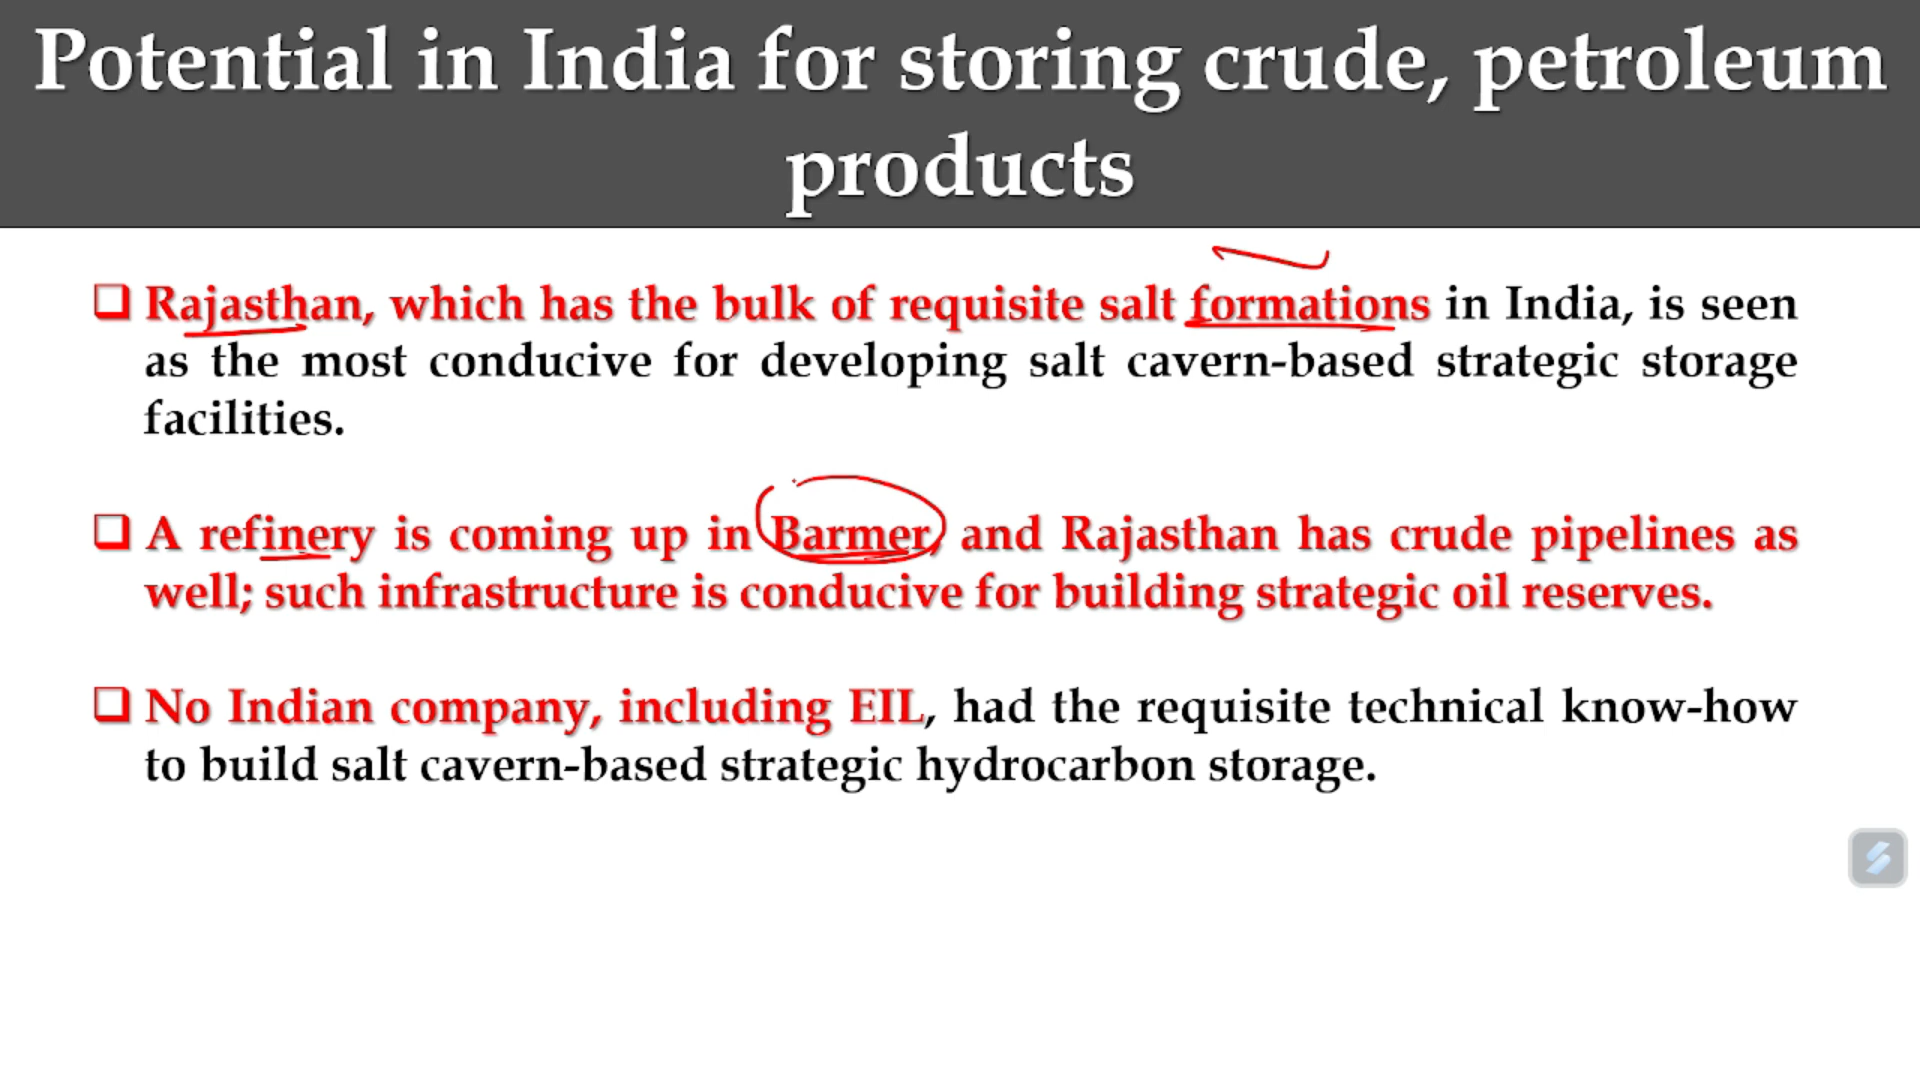 Potential in India for storing crude, petroleum
products
❑ Rajasthan, which has the bulk of requisite salt formations in India, is seen
as the most conducive for developing salt cavern-based strategic storage
facilities.
❑ A refinery is coming up in Barmer, and Rajasthan has crude pipelines as
well; such infrastructure is conducive for building strategic oil reserves.
❑ No Indian company, including EIL, had the requisite technical know-how
to build salt cavern-based strategic hydrocarbon storage.